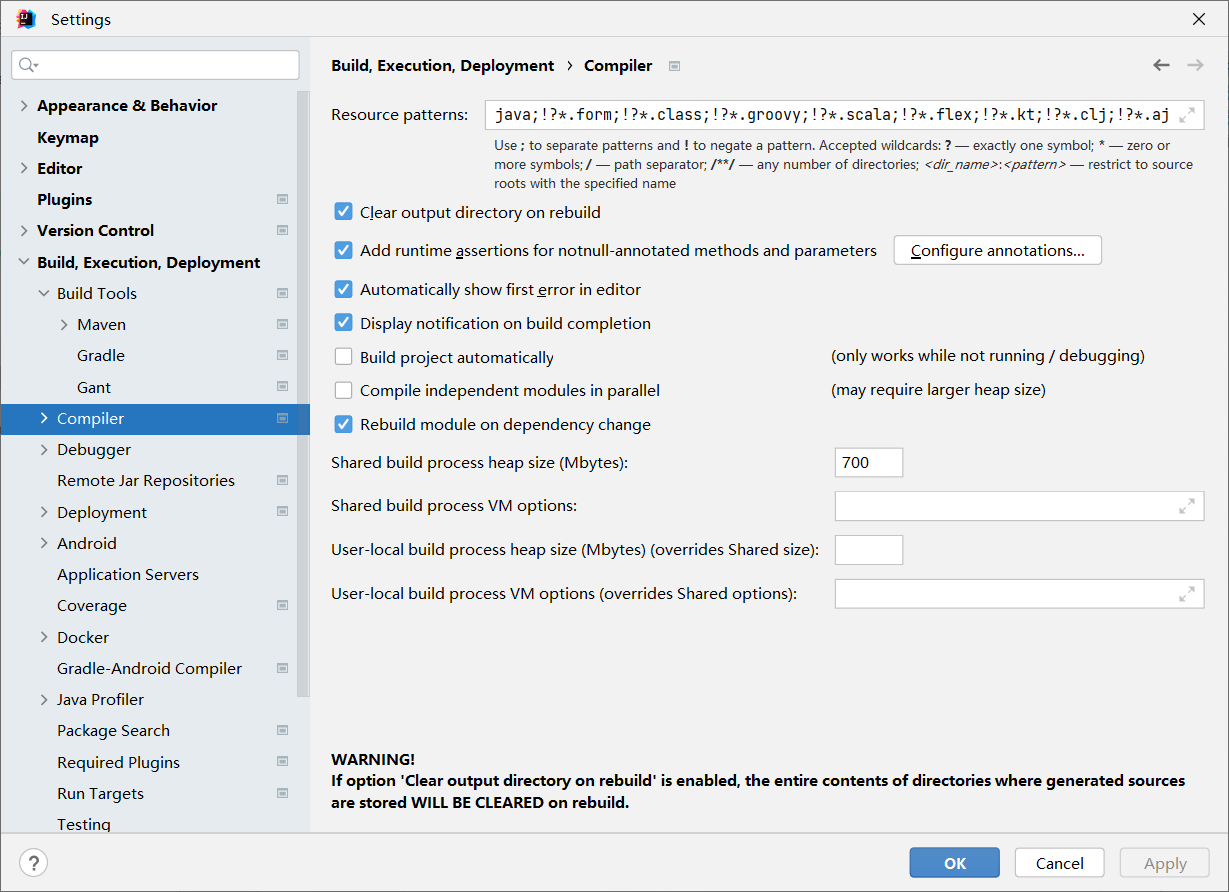 Settings
Appearance & Behavior
Keymap
Editor
Plugins
Version Control
Build, Execution, Deployment
Build Tools
Maven
Gradle
Gant
Compiler
Debugger
Remote Jar Repositories
Deployment
Android
Application Servers
Coverage
Docker
Gradle-Android Compiler
Java Profiler
Package Search
Required Plugins
Run Targets
Testing
Build, Execution, Deployment › Compiler
Resource patterns: java;!?*.form;!?*.class;!?*.groovy;!?*.scala;!?*.flex;!?*.kt;!?*.clj;!?*.aj
Use ; to separate patterns and ! to negate a pattern. Accepted wildcards: ? — exactly one symbol; * — zero or
more symbols; / — path separator; /**/ — any number of directories; <dir_name>:<pattern> — restrict to source
roots with the specified name
Clear output directory on rebuild
Add runtime assertions for notnull-annotated methods and parameters Configure annotations...
Automatically show first error in editor
Display notification on build completion
Build project automatically (only works while not running / debugging)
Compile independent modules in parallel (may require larger heap size)
Rebuild module on dependency change
Shared build process heap size (Mbytes): 700
Shared build process VM options:
User-local build process heap size (Mbytes) (overrides Shared size):
User-local build process VM options (overrides Shared options):
WARNING!
If option 'Clear output directory on rebuild' is enabled, the entire contents of directories where generated sources
are stored WILL BE CLEARED on rebuild.
? OK Cancel Apply